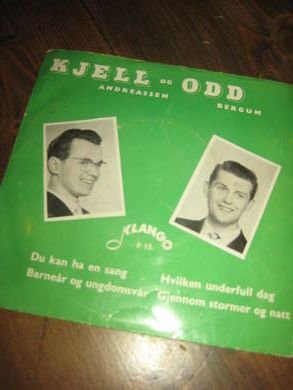 KJELL OG ODD
ANDREASSEN BERGUM
KLANGO
P 15
Du kan ha en sang
Barneår og ungdomsvår
Hvilken underfull dag
Gjennom stormer og natt